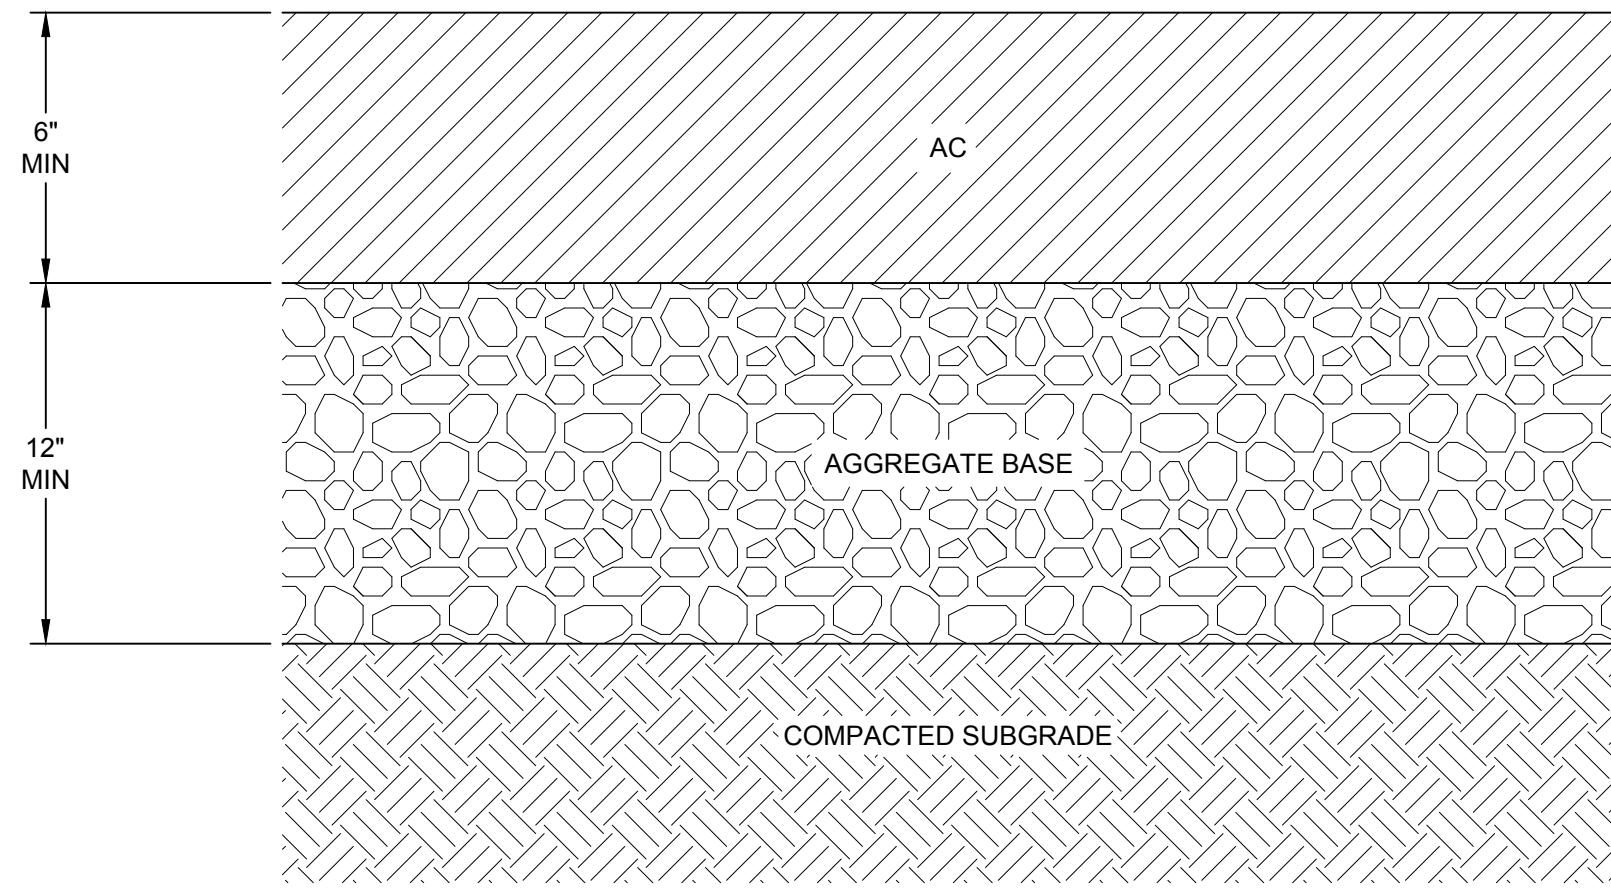 6"
MIN
AC
12"
MIN
AGGREGATE BASE
COMPACTED SUBGRADE